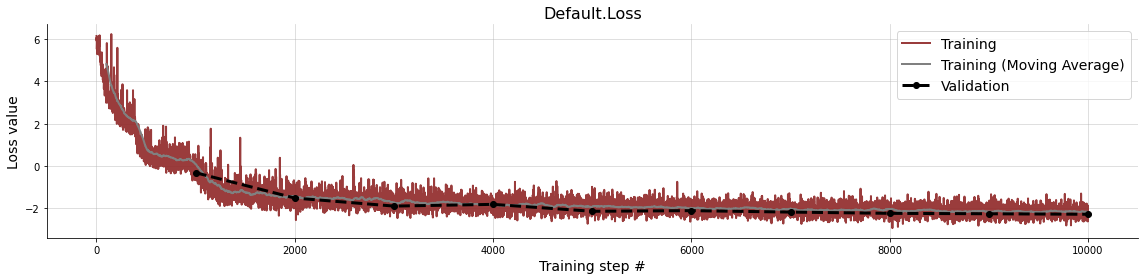 Default.Loss
6
4
2
0
−2
Loss value
Training
Training (Moving Average)
Validation
0
2000
4000
6000
8000
10000
Training step #